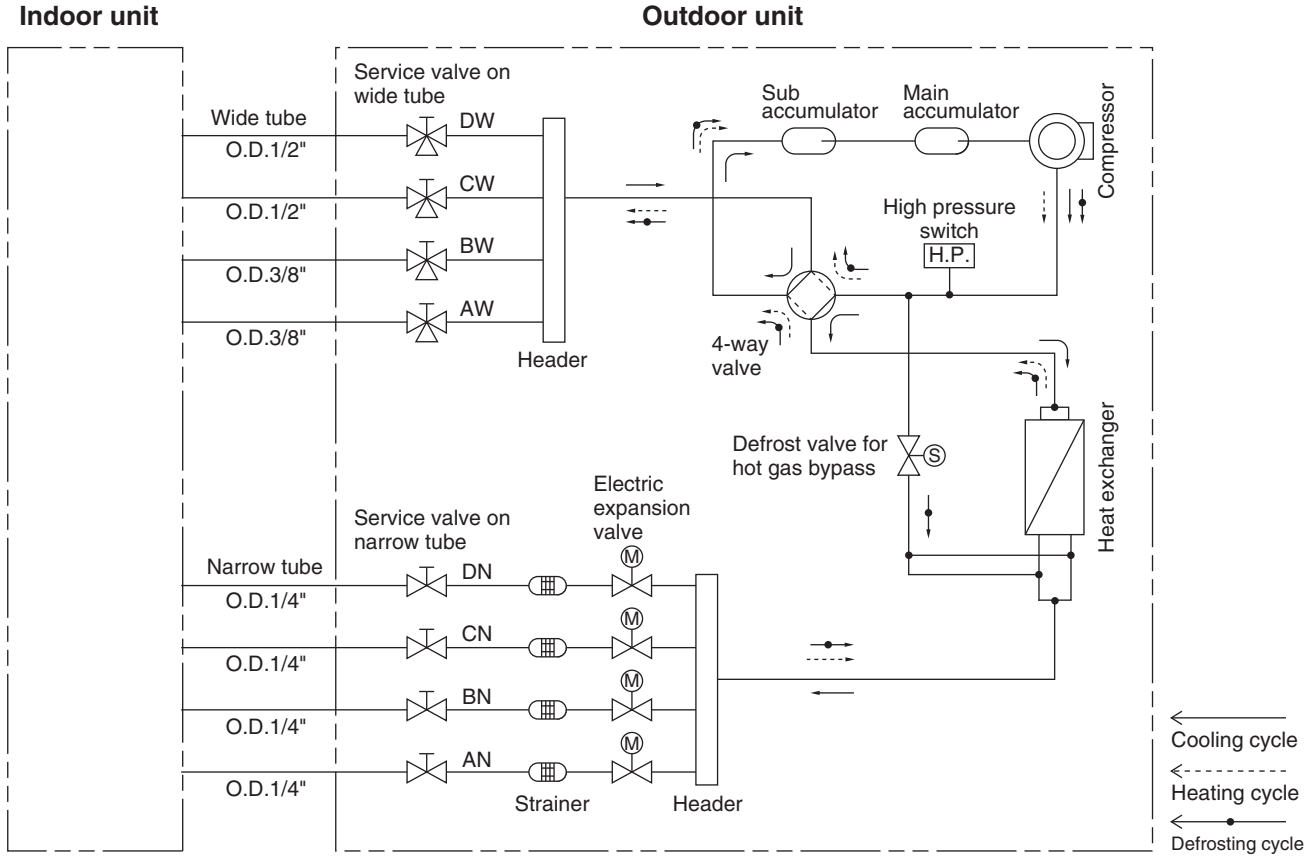 Indoor unit
Outdoor unit
Service valve on
wide tube
Wide tube
O.D.1/2"
DW
O.D.1/2"
CW
O.D.3/8"
BW
O.D.3/8"
AW
Header
Sub
accumulator
Main
accumulator
Compressor
High pressure
switch
H.P.
4-way
valve
Defrost valve for
hot gas bypass
S
Heat exchanger
Electric
expansion
valve
Service valve on
narrow tube
Narrow tube
O.D.1/4"
DN
M
O.D.1/4"
CN
M
O.D.1/4"
BN
M
O.D.1/4"
AN
M
Strainer
Header
Cooling cycle
Heating cycle
Defrosting cycle